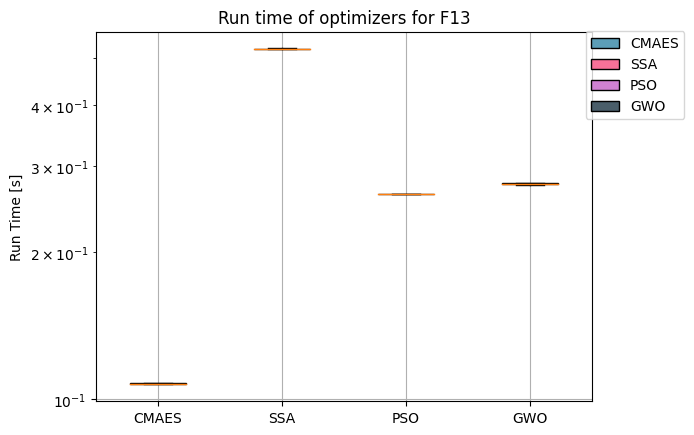 Run time of optimizers for F13
CMAES
SSA
PSO
GWO
4 × 10⁻¹
3 × 10⁻¹
2 × 10⁻¹
10⁻¹
Run Time [s]
CMAES SSA PSO GWO